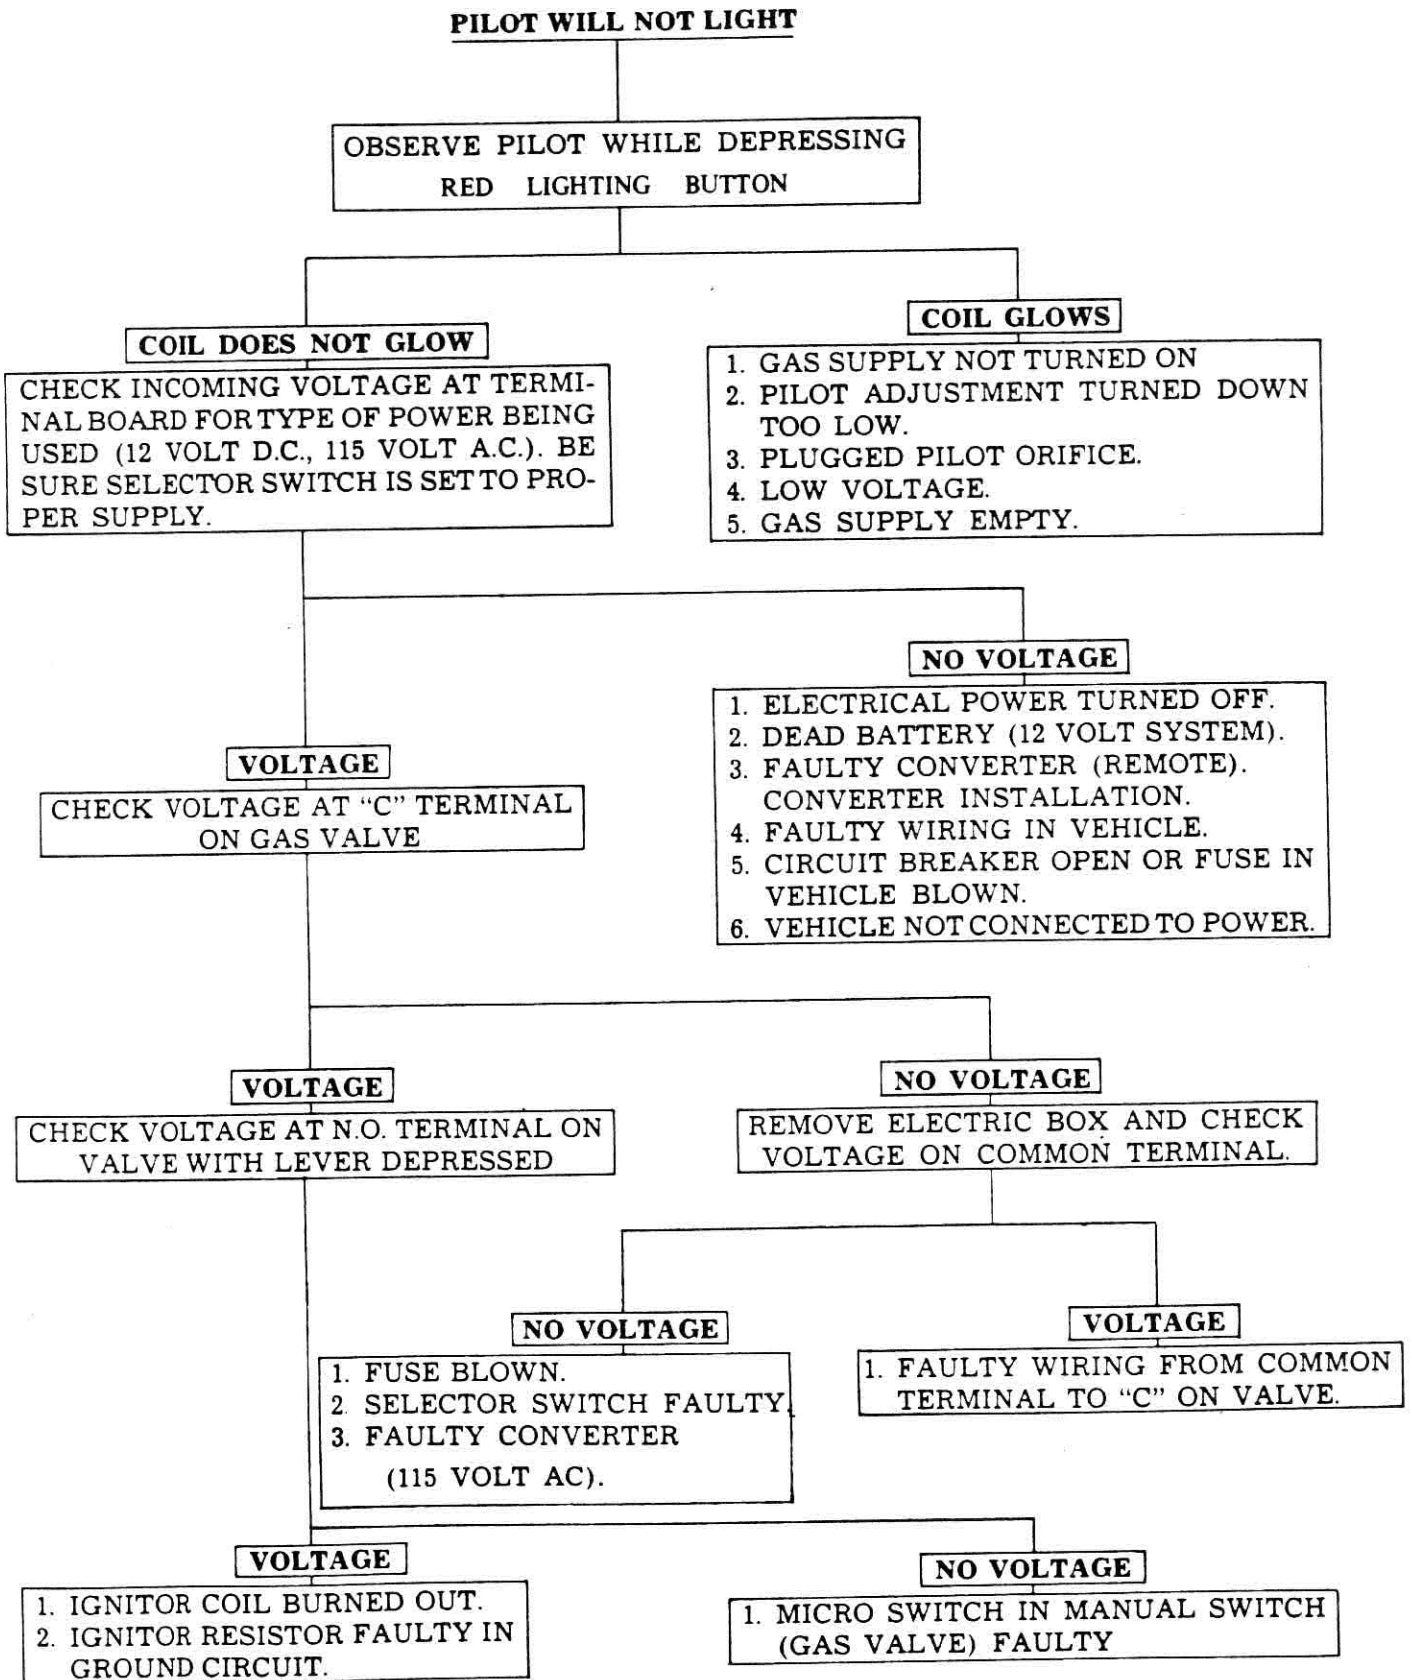 PILOT WILL NOT LIGHT
OBSERVE PILOT WHILE DEPRESSING
RED LIGHTING BUTTON
COIL DOES NOT GLOW
CHECK INCOMING VOLTAGE AT TERMI-
NAL BOARD FOR TYPE OF POWER BEING
USED (12 VOLT D.C., 115 VOLT A.C.). BE
SURE SELECTOR SWITCH IS SET TO PRO-
PER SUPPLY.
COIL GLOWS
1. GAS SUPPLY NOT TURNED ON
2. PILOT ADJUSTMENT TURNED DOWN
TOO LOW.
3. PLUGGED PILOT ORIFICE.
4. LOW VOLTAGE.
5. GAS SUPPLY EMPTY.
NO VOLTAGE
1. ELECTRICAL POWER TURNED OFF.
2. DEAD BATTERY (12 VOLT SYSTEM).
3. FAULTY CONVERTER (REMOTE).
CONVERTER INSTALLATION.
4. FAULTY WIRING IN VEHICLE.
5. CIRCUIT BREAKER OPEN OR FUSE IN
VEHICLE BLOWN.
6. VEHICLE NOT CONNECTED TO POWER.
VOLTAGE
CHECK VOLTAGE AT “C” TERMINAL
ON GAS VALVE
VOLTAGE
CHECK VOLTAGE AT N.O. TERMINAL ON
VALVE WITH LEVER DEPRESSED
NO VOLTAGE
REMOVE ELECTRIC BOX AND CHECK
VOLTAGE ON COMMON TERMINAL.
NO VOLTAGE
1. FUSE BLOWN.
2. SELECTOR SWITCH FAULTY.
3. FAULTY CONVERTER
(115 VOLT AC).
VOLTAGE
1. FAULTY WIRING FROM COMMON
TERMINAL TO “C” ON VALVE.
VOLTAGE
1. IGNITOR COIL BURNED OUT.
2. IGNITOR RESISTOR FAULTY IN
GROUND CIRCUIT.
NO VOLTAGE
1. MICRO SWITCH IN MANUAL SWITCH
(GAS VALVE) FAULTY